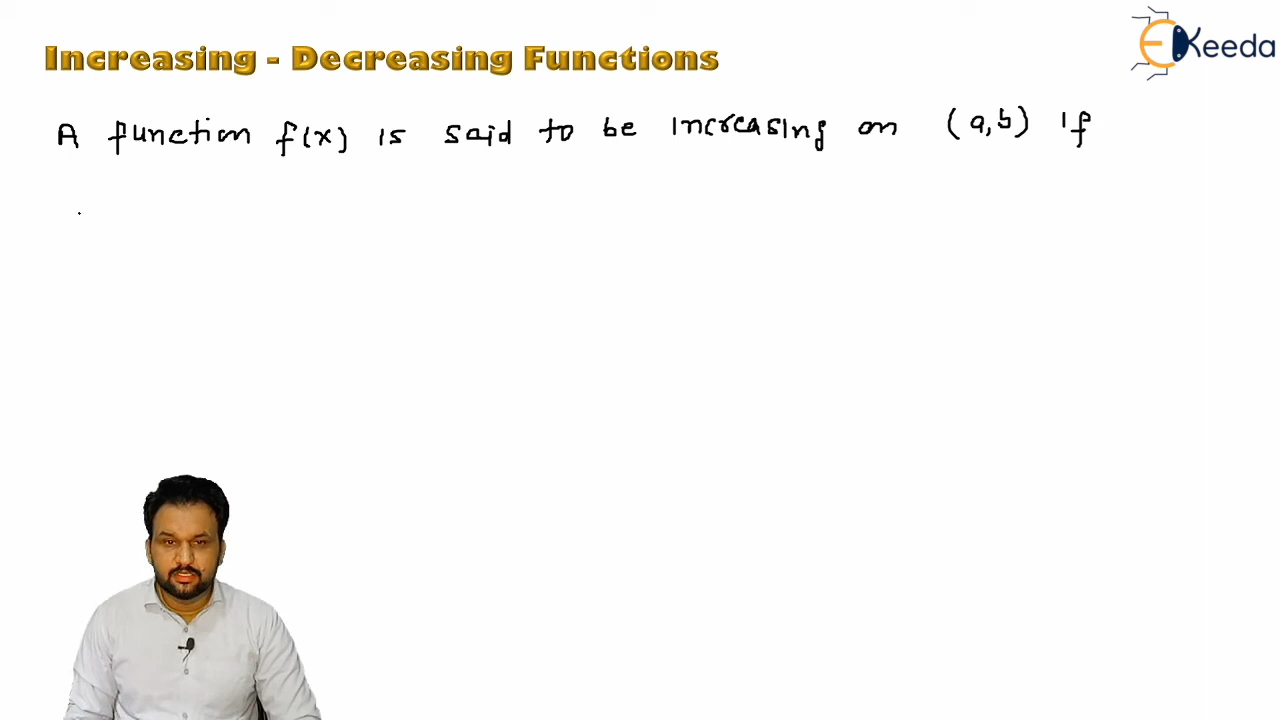 Increasing - Decreasing Functions
EKeeda
A function f(x) is said to be increasing on (a,b) if